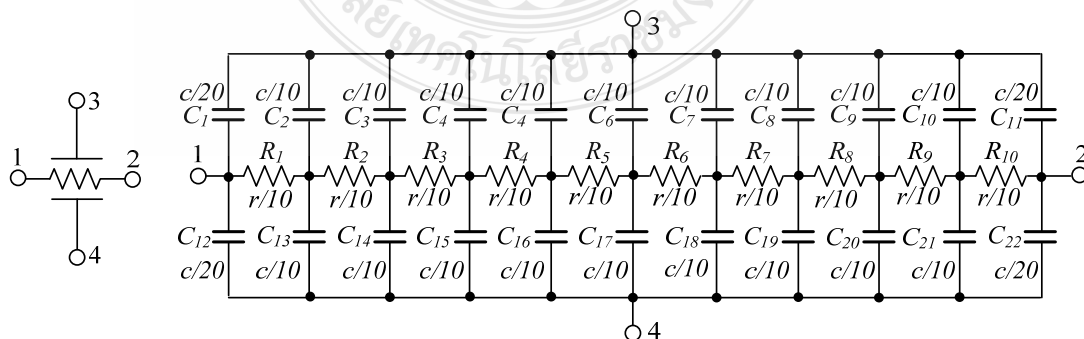 3
c/20 c/10 c/10 c/10 c/10 c/10 c/10 c/10 c/10 c/10 c/20
C1 C2 C3 C4 C4 C6 C7 C8 C9 C10 C11
3
1 2
4
1 R1 R2 R3 R4 R5 R6 R7 R8 R9 R10 2
r/10 r/10 r/10 r/10 r/10 r/10 r/10 r/10 r/10 r/10
C12 C13 C14 C15 C16 C17 C18 C19 C20 C21 C22
c/20 c/10 c/10 c/10 c/10 c/10 c/10 c/10 c/10 c/10 c/20
4